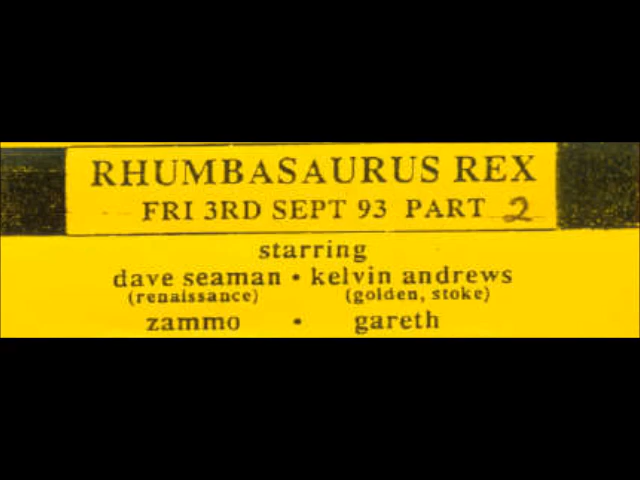 RHUMBASAURUS REX
FRI 3RD SEPT 93 PART 2
starring
dave seaman • kelvin andrews
(renaissance) (golden, stoke)
zammo • gareth